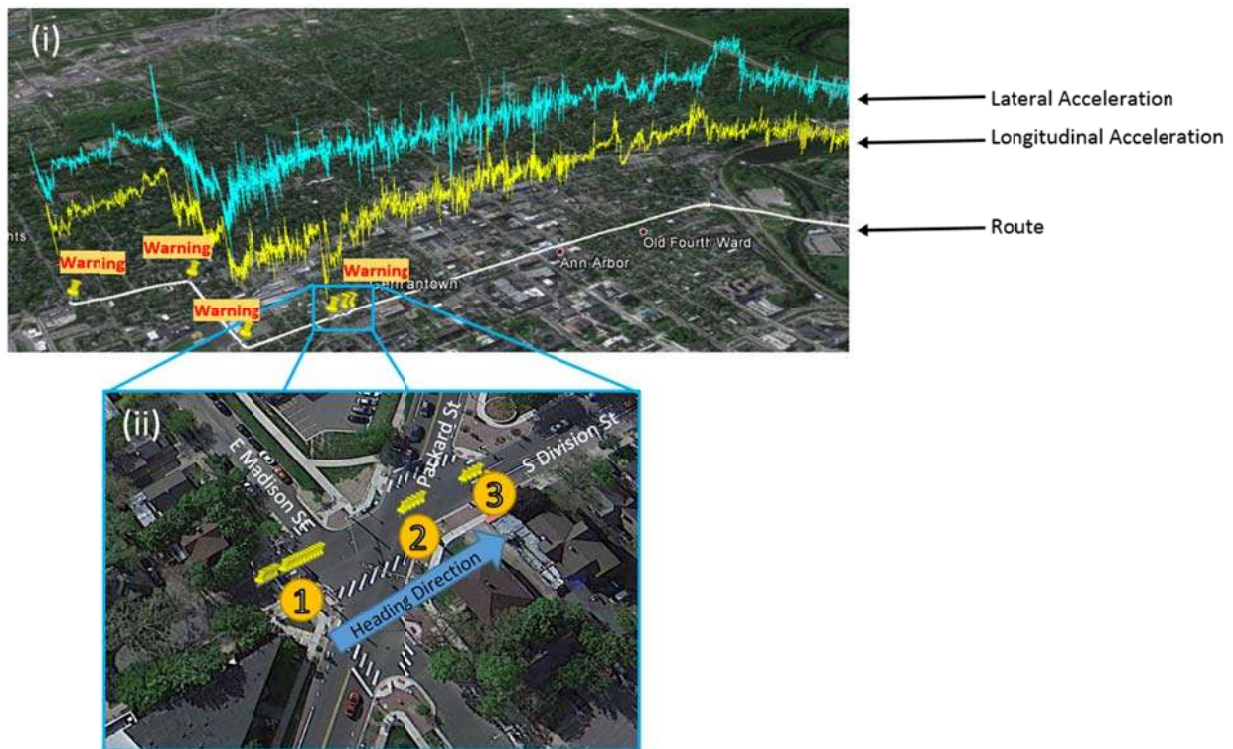 (i)
Lateral Acceleration
Longitudinal Acceleration
Route
Warning
Warning
Warning
Warning
Old Fourth Ward
Ann Arbor
(ii)
E Madison St
Packard St
S Division St
1
2
3
Heading Direction